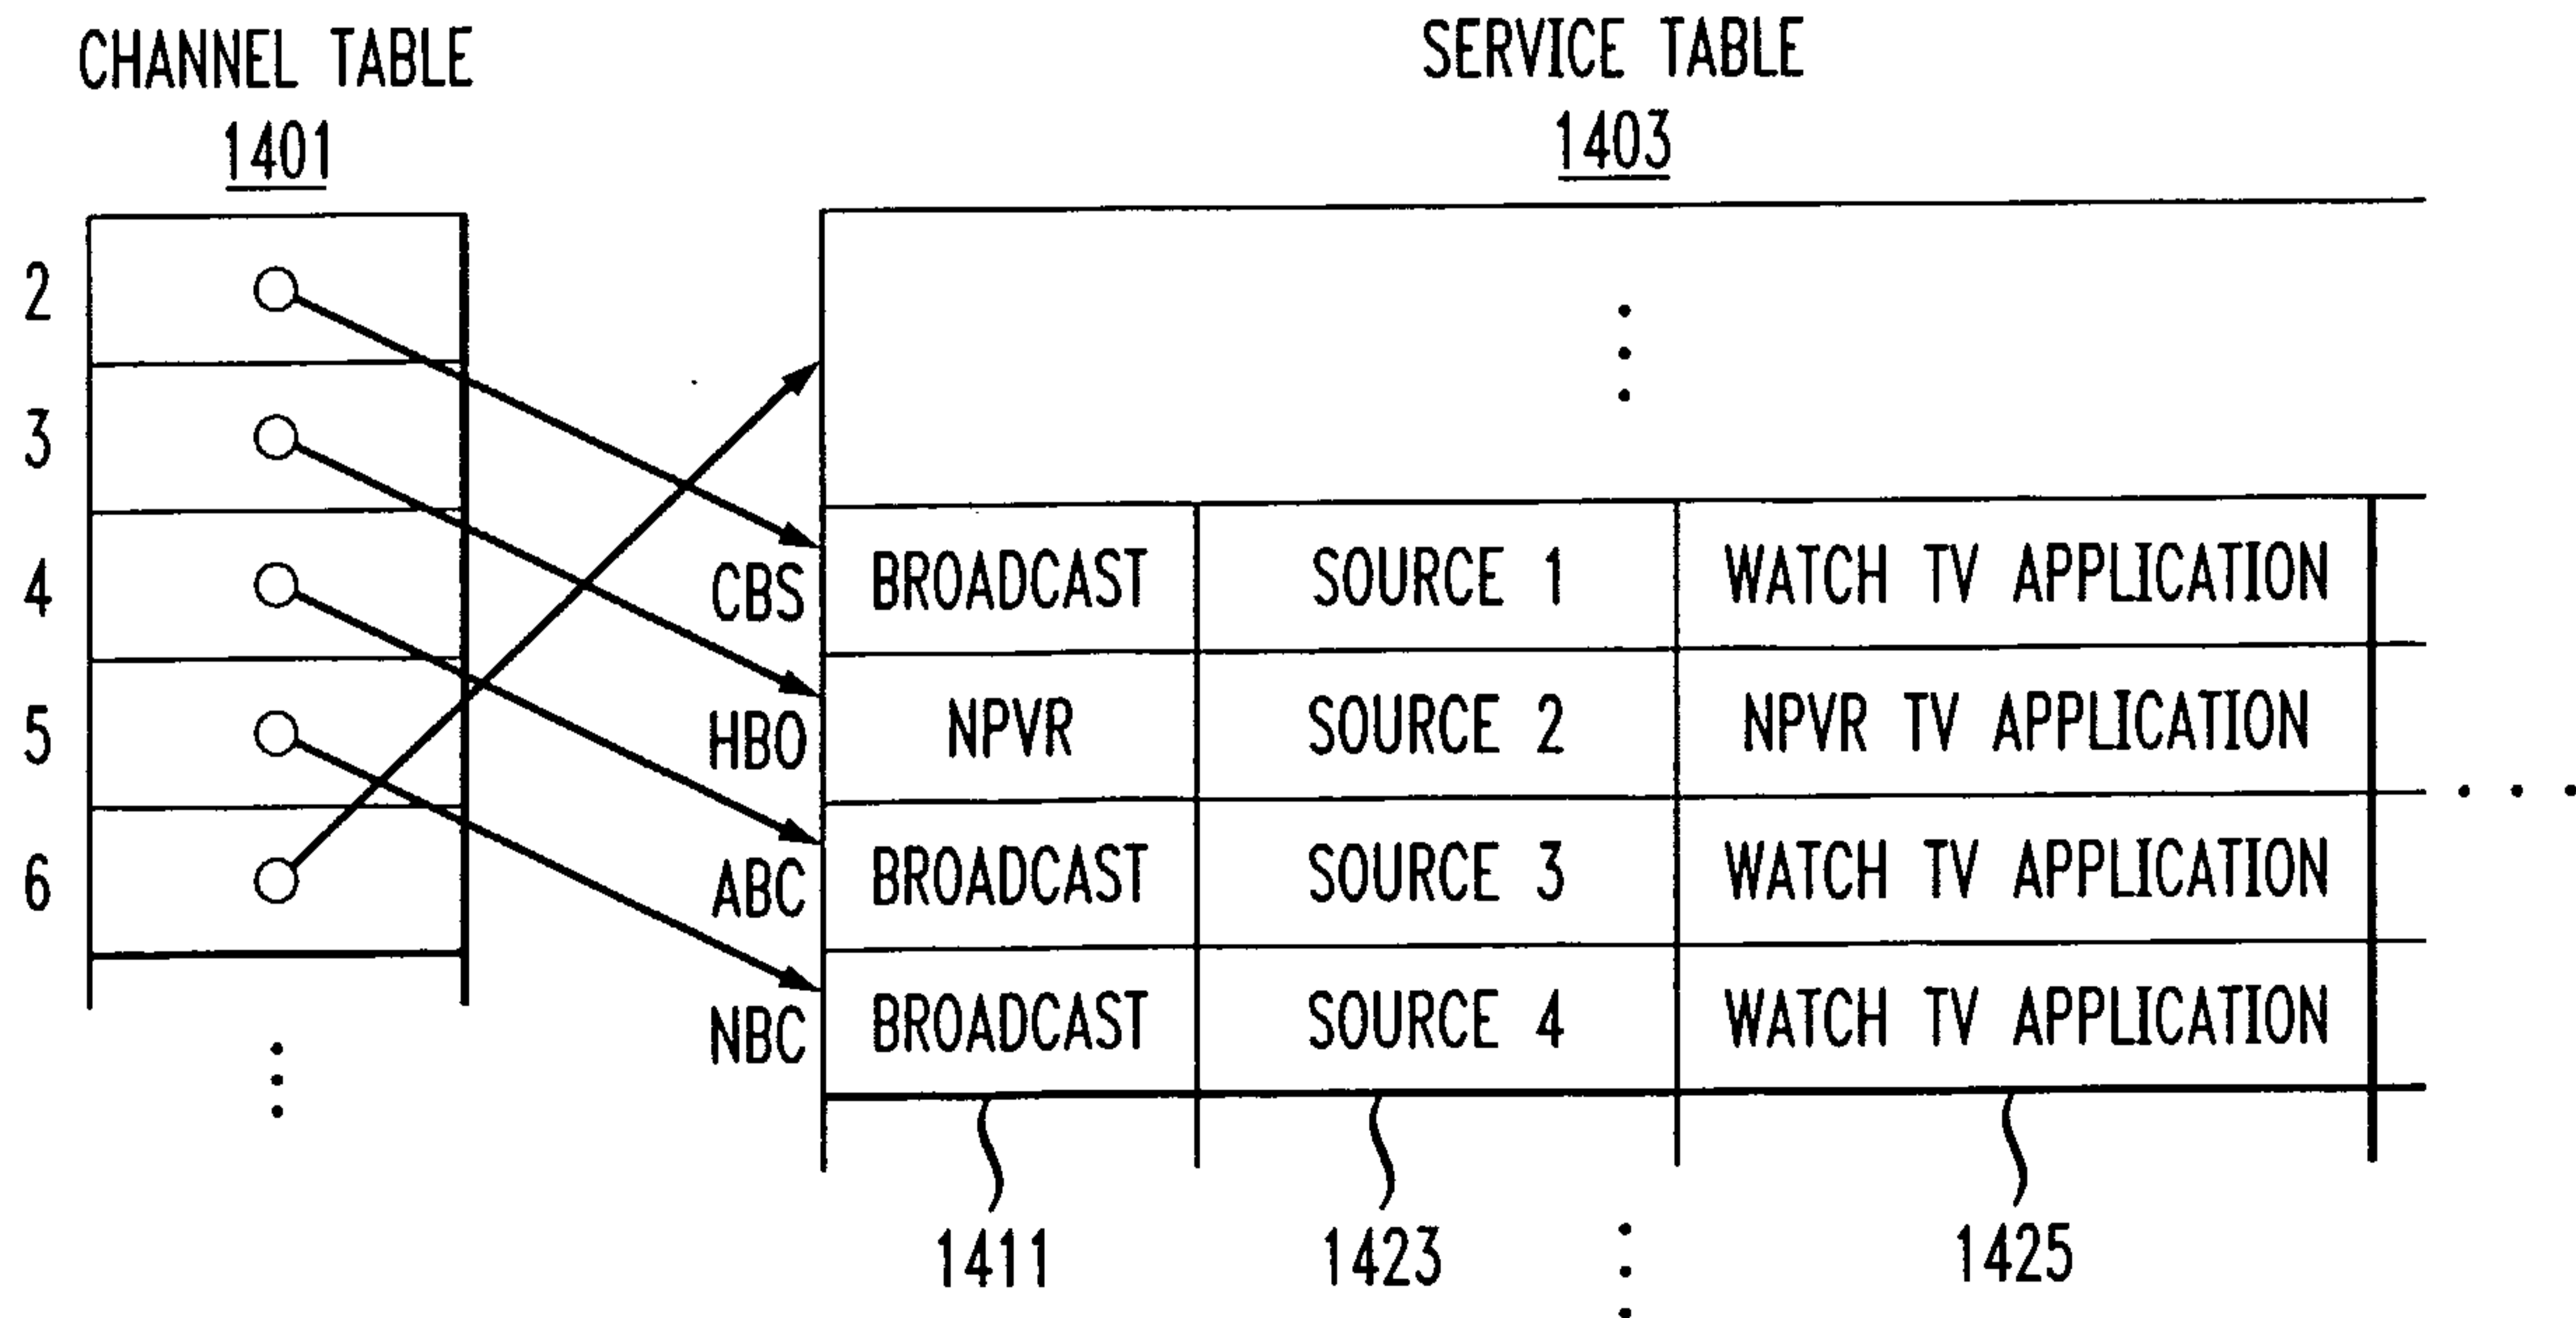 CHANNEL TABLE
1401
SERVICE TABLE
1403
2
3
4
5
6
CBS BROADCAST SOURCE 1 WATCH TV APPLICATION
HBO NPVR SOURCE 2 NPVR TV APPLICATION
ABC BROADCAST SOURCE 3 WATCH TV APPLICATION
NBC BROADCAST SOURCE 4 WATCH TV APPLICATION
1411 1423 1425